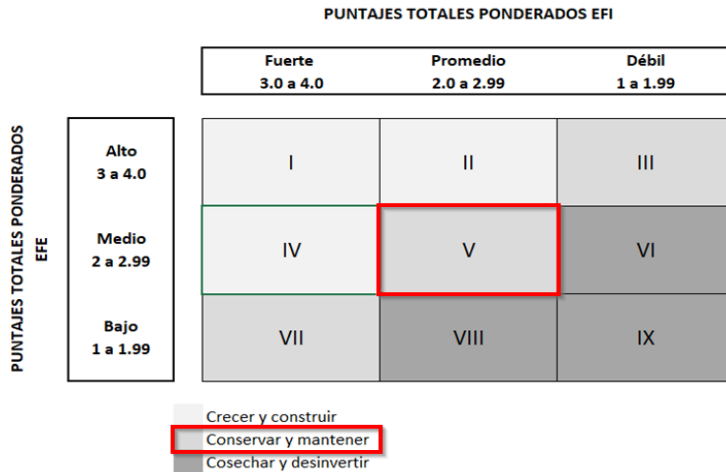 PUNTAJES TOTALES PONDERADOS EFI
Fuerte
3.0 a 4.0
Promedio
2.0 a 2.99
Débil
1 a 1.99
PUNTAJES TOTALES PONDERADOS
EFE
Alto
3 a 4.0
I
II
III
Medio
2 a 2.99
IV
V
VI
Bajo
1 a 1.99
VII
VIII
IX
Crecer y construir
Conservar y mantener
Cosechar y desinvertir